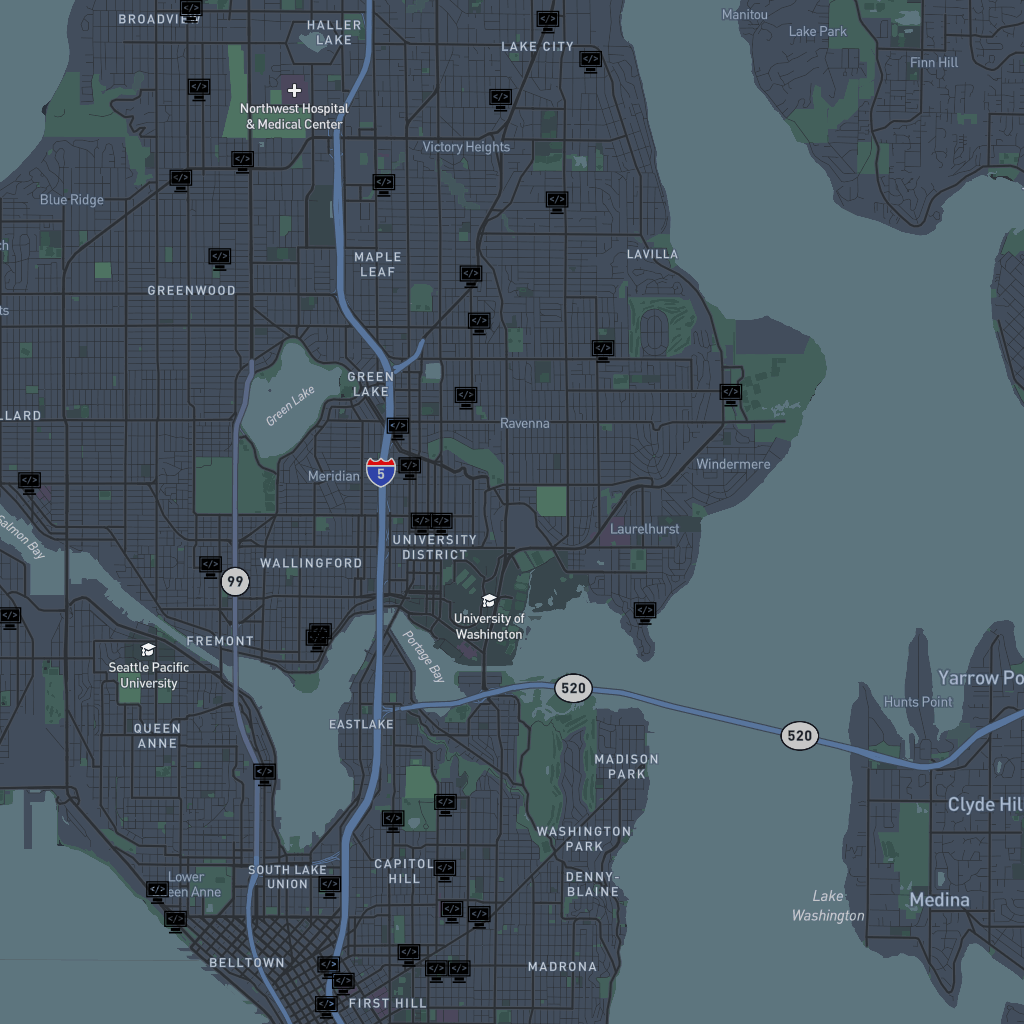 BROADVIEW
HALLER
LAKE
LAKE CITY
Manitou
Lake Park
Finn Hill
Northwest Hospital
& Medical Center
Victory Heights
Blue Ridge
ch
MAPLE
LEAF
LAVILLA
GREENWOOD
ts
GREEN
LAKE
Green Lake
LLARD
Ravenna
Meridian
5
Windermere
Salmon Bay
Laurelhurst
UNIVERSITY
DISTRICT
WALLINGFORD
99
University of
Washington
FREMONT
Portage Bay
Seattle Pacific
University
Yarrow Po
520
Hunts Point
QUEEN
ANNE
EASTLAKE
520
MADISON
PARK
Clyde Hil
WASHINGTON
PARK
CAPITOL
HILL
SOUTH LAKE
UNION
DENNY-
BLAINE
Lower
een Anne
Lake
Washington
Medina
BELLTOWN
MADRONA
FIRST HILL